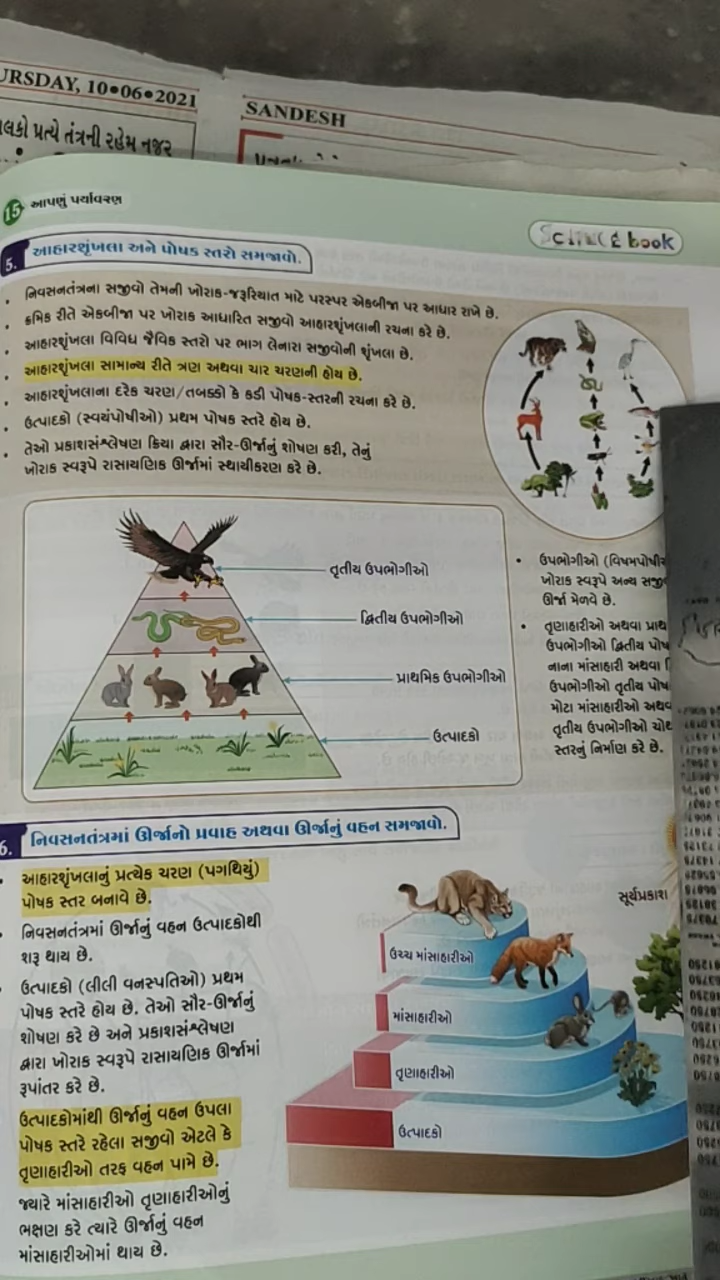 URSDAY, 10•06•2021
SANDESH
પ્રત્યે તંત્રની રહેમ નજર
15 આપણું પર્યાવરણ
Science book
5. આહારશૃંખલા અને પોષક સ્તરો સમજાવો.
• નિવસનતંત્રના સજીવો તેમની ખોરાક-જરૂરિયાત માટે પરસ્પર એકબીજા પર આધાર રાખે છે.
• ક્રમિક રીતે એકબીજા પર ખોરાક આધારિત સજીવો આહારશૃંખલાની રચના કરે છે.
• આહારશૃંખલા વિવિધ જૈવિક સ્તરો પર ભાગ લેનારા સજીવોની શૃંખલા છે.
• આહારશૃંખલા સામાન્ય રીતે ત્રણ અથવા ચાર ચરણની હોય છે.
• આહારશૃંખલાના દરેક ચરણ/તબક્કો કે કડી પોષક-સ્તરની રચના કરે છે.
• ઉત્પાદકો (સ્વયંપોષીઓ) પ્રથમ પોષક સ્તરે હોય છે.
• તેઓ પ્રકાશસંશ્લેષણ ક્રિયા દ્વારા સૌર-ઊર્જાનું શોષણ કરી, તેનું
ખોરાક સ્વરૂપે રાસાયણિક ઊર્જામાં સ્થાયીકરણ કરે છે.
તૃતીય ઉપભોગીઓ
દ્વિતીય ઉપભોગીઓ
પ્રાથમિક ઉપભોગીઓ
ઉત્પાદકો
• ઉપભોગીઓ
ખોરાક સ્વરૂપે અન્ય
ઊર્જા મેળવે છે.
• તૃણાહારીઓ અથવા
ઉપભોગીઓ દ્વિતીય
નાના માંસાહારી અથવા
ઉપભોગીઓ તૃતીય
મોટા માંસાહારીઓ
તૃતીય ઉપભોગીઓ
સ્તરનું નિર્માણ કરે છે.
6. નિવસનતંત્રમાં ઊર્જાનો પ્રવાહ અથવા ઊર્જાનું વહન સમજાવો.
• આહારશૃંખલાનું પ્રત્યેક ચરણ (પગથિયું)
પોષક સ્તર બનાવે છે.
• નિવસનતંત્રમાં ઊર્જાનું વહન ઉત્પાદકોથી
શરૂ થાય છે.
ઉત્પાદકો (લીલી વનસ્પતિઓ) પ્રથમ
પોષક સ્તરે હોય છે. તેઓ સૌર-ઊર્જાનું
શોષણ કરે છે અને પ્રકાશસંશ્લેષણ
દ્વારા ખોરાક સ્વરૂપે રાસાયણિક ઊર્જામાં
રૂપાંતર કરે છે.
ઉત્પાદકોમાંથી ઊર્જાનું વહન ઉપલા
પોષક સ્તરે રહેલા સજીવો એટલે કે
તૃણાહારીઓ તરફ વહન પામે છે.
જ્યારે માંસાહારીઓ તૃણાહારીઓનું
ભક્ષણ કરે ત્યારે ઊર્જાનું વહન
માંસાહારીઓમાં થાય છે.
સૂર્યપ્રકાશ
ઉચ્ચ માંસાહારીઓ
માંસાહારીઓ
તૃણાહારીઓ
ઉત્પાદકો